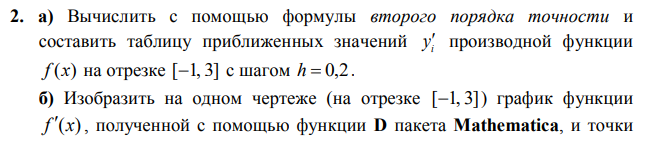 2. а) Вычислить с помощью формулы второго порядка точности и
составить таблицу приближенных значений y′ᵢ производной функции
f(x) на отрезке [−1, 3] с шагом h = 0,2.
б) Изобразить на одном чертеже (на отрезке [−1, 3]) график функции
f′(x), полученной с помощью функции D пакета Mathematica, и точки